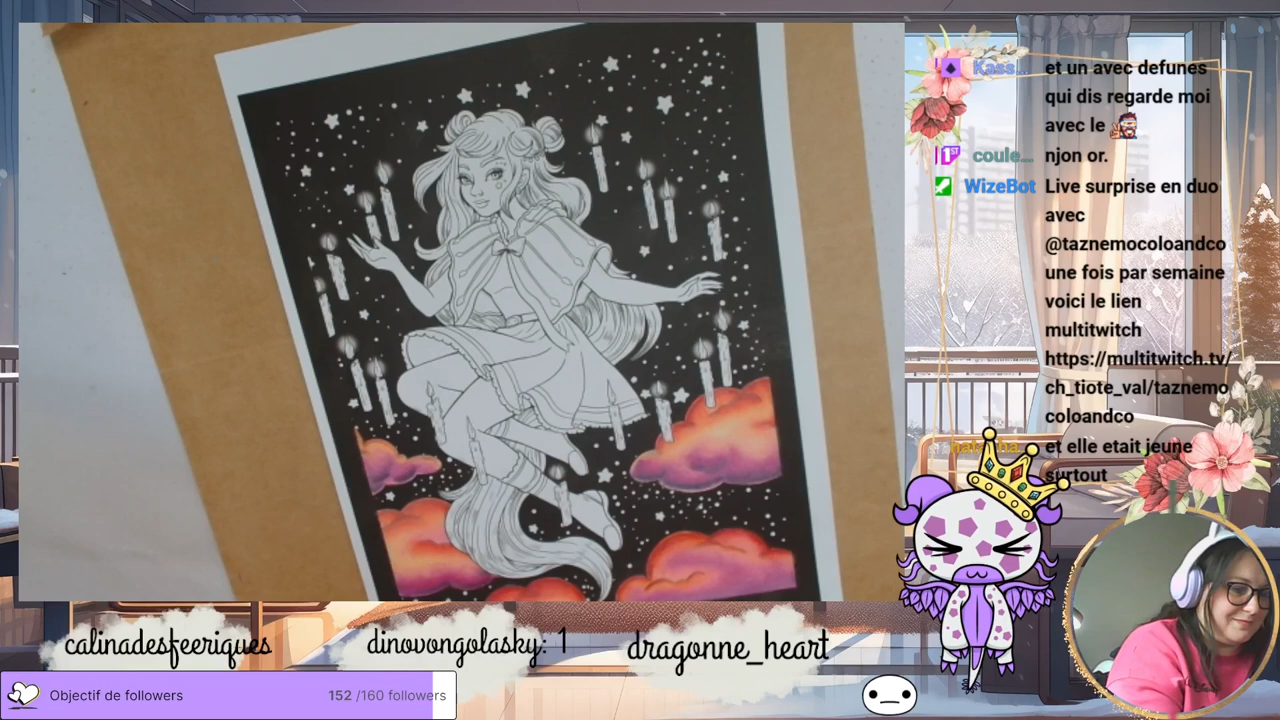 Kass... et un avec defunes
qui dis regarde moi
avec le
1ST coule... njon or.
WizeBot Live surprise en duo
avec
@taznemocoloandco
une fois par semaine
voici le lien
multitwitch
https://multitwitch.tv/
ch_tiote_val/taznemo
coloandco
et elle etait jeune
surtout
calinadesfeeriques
dinovongolasky: 1
dragonne_heart
Objectif de followers
152 /160 followers